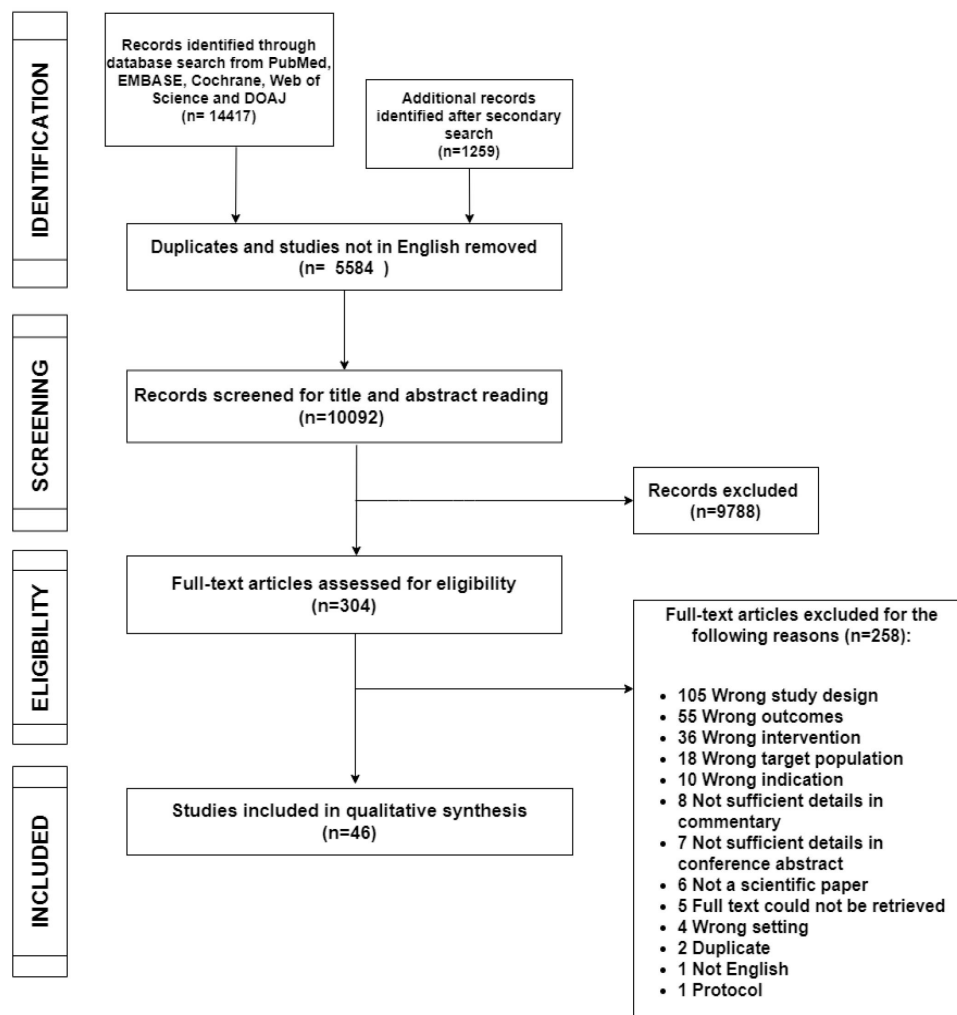 IDENTIFICATION
Records identified through
database search from PubMed,
EMBASE, Cochrane, Web of
Science and DOAJ
(n= 14417)
Additional records
identified after secondary
search
(n=1259)
Duplicates and studies not in English removed
(n=  5584  )
SCREENING
Records screened for title and abstract reading
(n=10092)
Records excluded
(n=9788)
ELIGIBILITY
Full-text articles assessed for eligibility
(n=304)
Full-text articles excluded for the
following reasons (n=258):
• 105 Wrong study design
• 55 Wrong outcomes
• 36 Wrong intervention
• 18 Wrong target population
• 10 Wrong indication
• 8 Not sufficient details in
commentary
• 7 Not sufficient details in
conference abstract
• 6 Not a scientific paper
• 5 Full text could not be retrieved
• 4 Wrong setting
• 2 Duplicate
• 1 Not English
• 1 Protocol
INCLUDED
Studies included in qualitative synthesis
(n=46)